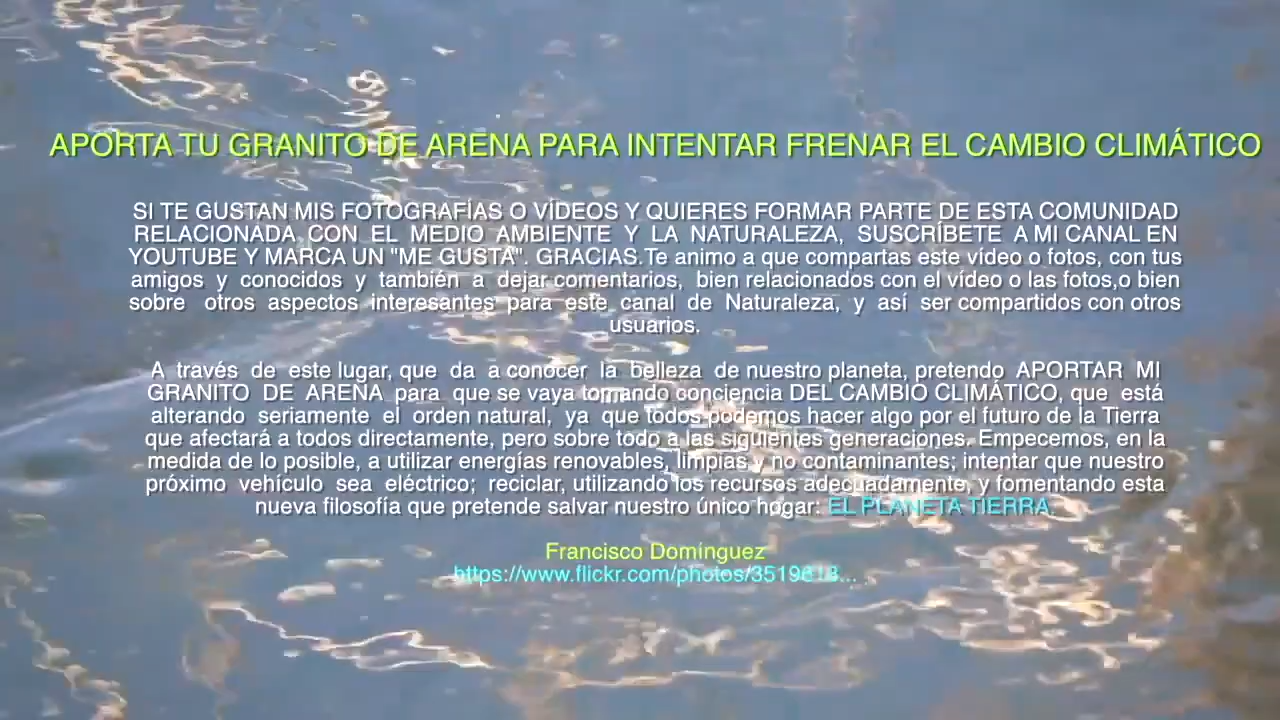 APORTA TU GRANITO DE ARENA PARA INTENTAR FRENAR EL CAMBIO CLIMÁTICO
SI TE GUSTAN MIS FOTOGRAFÍAS O VÍDEOS Y QUIERES FORMAR PARTE DE ESTA COMUNIDAD
RELACIONADA CON EL MEDIO AMBIENTE Y LA NATURALEZA, SUSCRÍBETE A MI CANAL EN
YOUTUBE Y MARCA UN "ME GUSTA". GRACIAS.Te animo a que compartas este vídeo o fotos, con tus
amigos y conocidos y también a dejar comentarios, bien relacionados con el vídeo o las fotos,o bien
sobre otros aspectos interesantes para este canal de Naturaleza, y así ser compartidos con otros
usuarios.
A través de este lugar, que da a conocer la belleza de nuestro planeta, pretendo APORTAR MI
GRANITO DE ARENA para que se vaya tomando conciencia DEL CAMBIO CLIMÁTICO, que está
alterando seriamente el orden natural, ya que todos podemos hacer algo por el futuro de la Tierra
que afectará a todos directamente, pero sobre todo a las siguientes generaciones. Empecemos, en la
medida de lo posible, a utilizar energías renovables, limpias y no contaminantes; intentar que nuestro
próximo vehículo sea eléctrico; reciclar, utilizando los recursos adecuadamente, y fomentando esta
nueva filosofía que pretende salvar nuestro único hogar: EL PLANETA TIERRA.
Francisco Domínguez
https://www.flickr.com/photos/3519618...